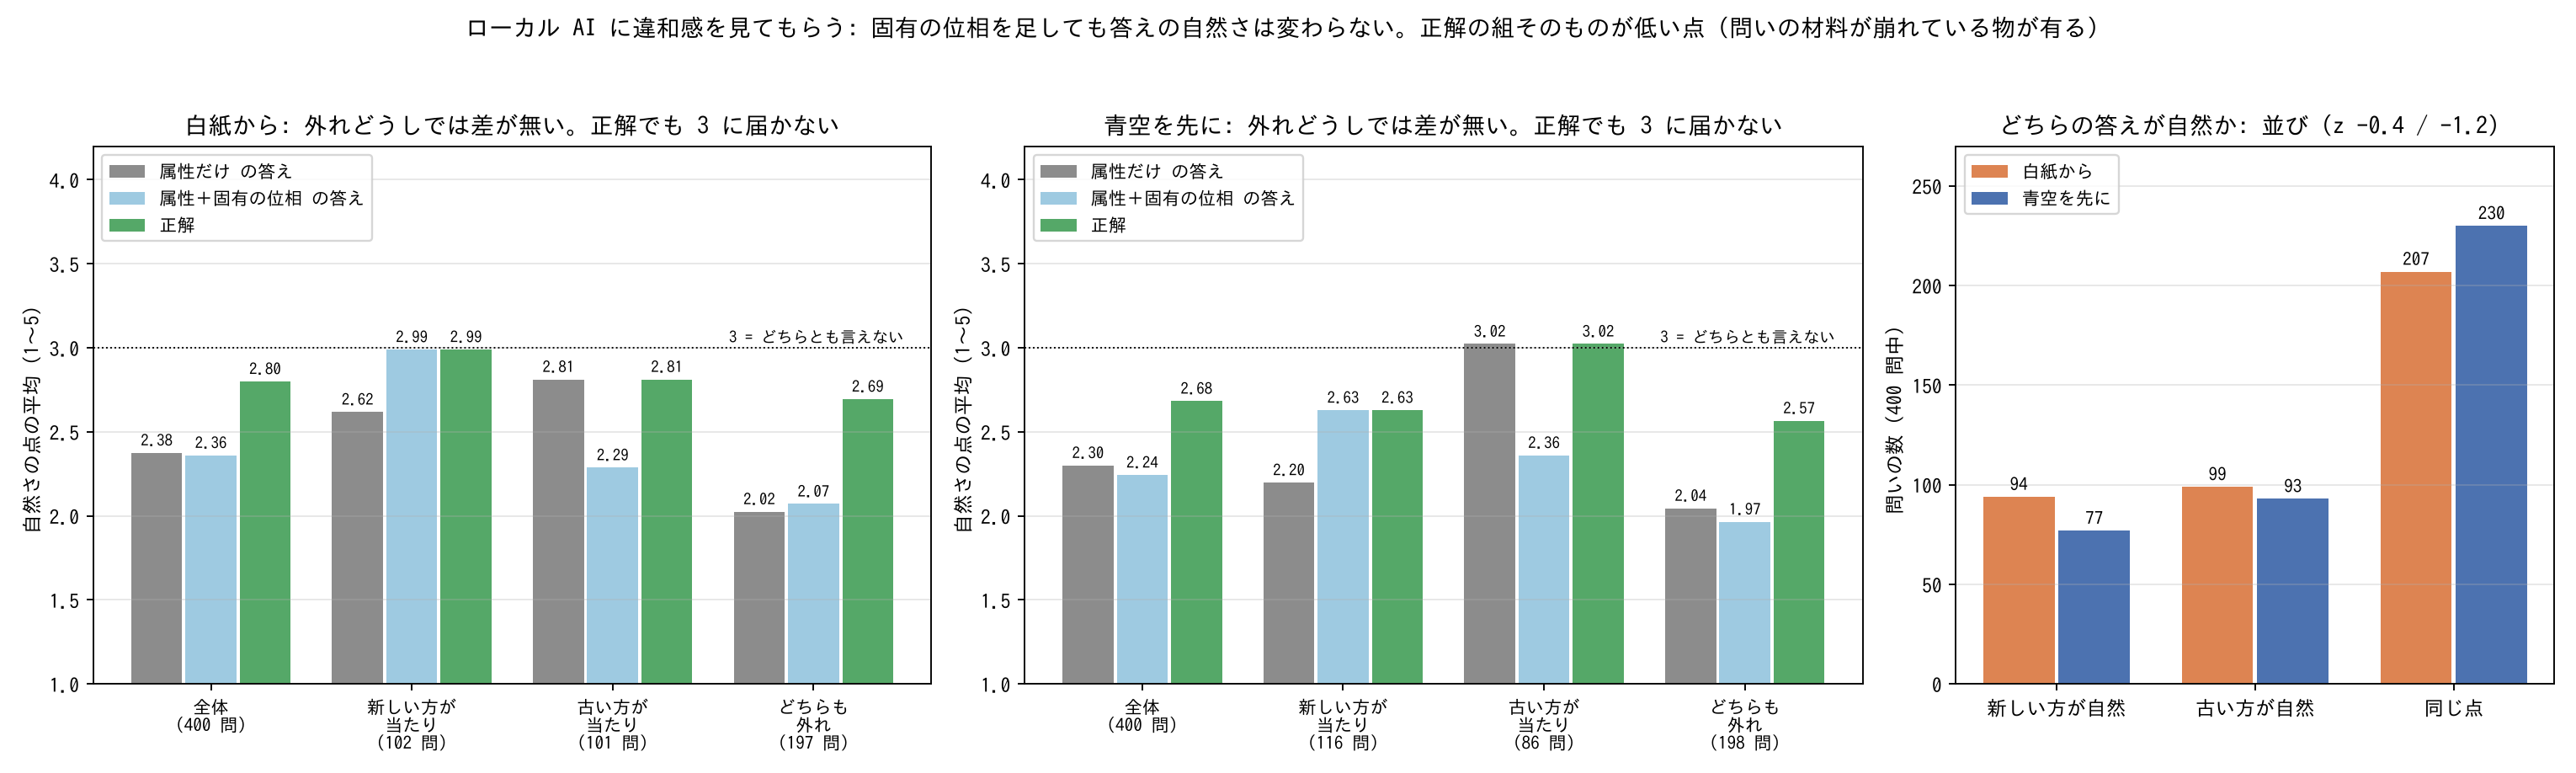 ローカル AI に違和感を見てもらう: 固有の位相を足しても答えの自然さは変わらない。正解の組そのものが低い点 (問いの材料が崩れている物が有る)
白紙から: 外れどうしでは差が無い。正解でも 3 に届かない
属性だけ の答え
属性+固有の位相 の答え
正解
自然さの点の平均 (1〜5)
4.0
3.5
3.0
2.5
2.0
1.5
1.0
3 = どちらとも言えない
2.38
2.36
2.80
2.62
2.99
2.99
2.81
2.29
2.81
2.02
2.07
2.69
全体
(400 問)
新しい方が
当たり
(102 問)
古い方が
当たり
(101 問)
どちらも
外れ
(197 問)
青空を先に: 外れどうしでは差が無い。正解でも 3 に届かない
属性だけ の答え
属性+固有の位相 の答え
正解
自然さの点の平均 (1〜5)
4.0
3.5
3.0
2.5
2.0
1.5
1.0
3 = どちらとも言えない
2.30
2.24
2.68
2.20
2.63
2.63
3.02
2.36
3.02
2.04
1.97
2.57
全体
(400 問)
新しい方が
当たり
(116 問)
古い方が
当たり
(86 問)
どちらも
外れ
(198 問)
どちらの答えが自然か: 並び (z -0.4 / -1.2)
白紙から
青空を先に
問いの数 (400 問中)
250
200
150
100
50
0
94
77
99
93
207
230
新しい方が自然
古い方が自然
同じ点